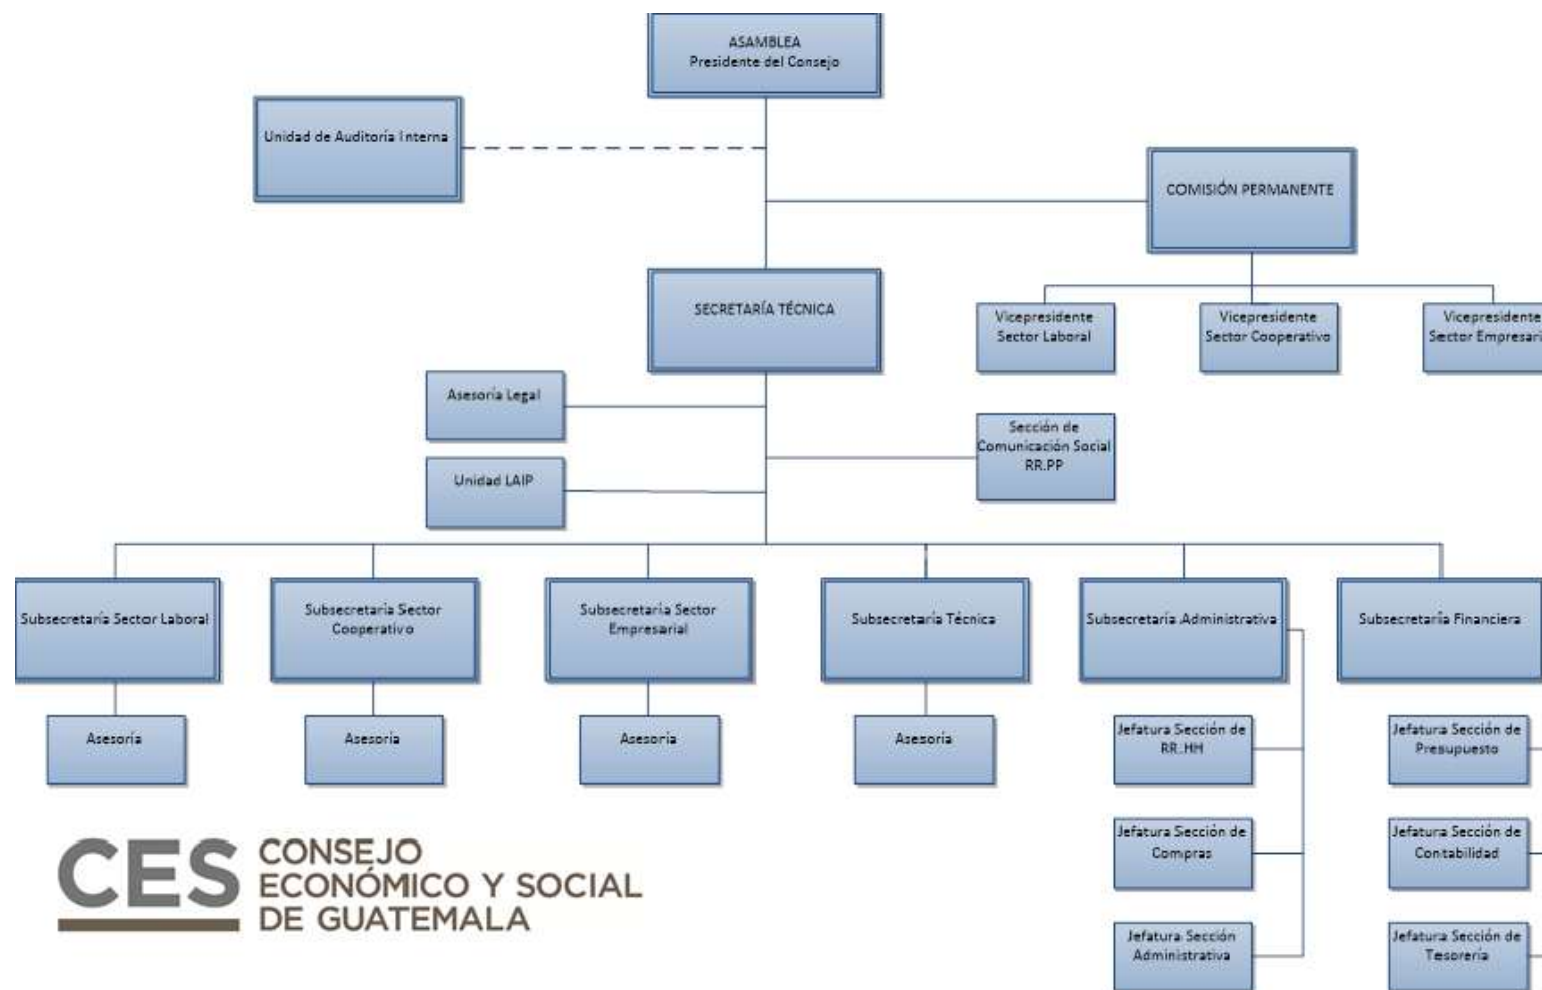 ASAMBLEA
Presidente del Consejo
Unidad de Auditoría Interna
COMISIÓN PERMANENTE
SECRETARÍA TÉCNICA
Vicepresidente
Sector Laboral
Vicepresidente
Sector Cooperativo
Vicepresidente
Sector Empresari
Asesoría Legal
Sección de
Comunicación Social
RR.PP
Unidad LAIP
Subsecretaría Sector Laboral
Subsecretaría Sector
Cooperativo
Subsecretaría Sector
Empresarial
Subsecretaría Técnica
Subsecretaría Administrativa
Subsecretaría Financiera
Asesoría
Asesoría
Asesoría
Asesoría
Jefatura Sección de
RR.HH
Jefatura Sección de
Presupuesto
Jefatura Sección de
Compras
Jefatura Sección de
Contabilidad
Jefatura Sección
Administrativa
Jefatura Sección de
Tesorería
CES
CONSEJO
ECONÓMICO Y SOCIAL
DE GUATEMALA